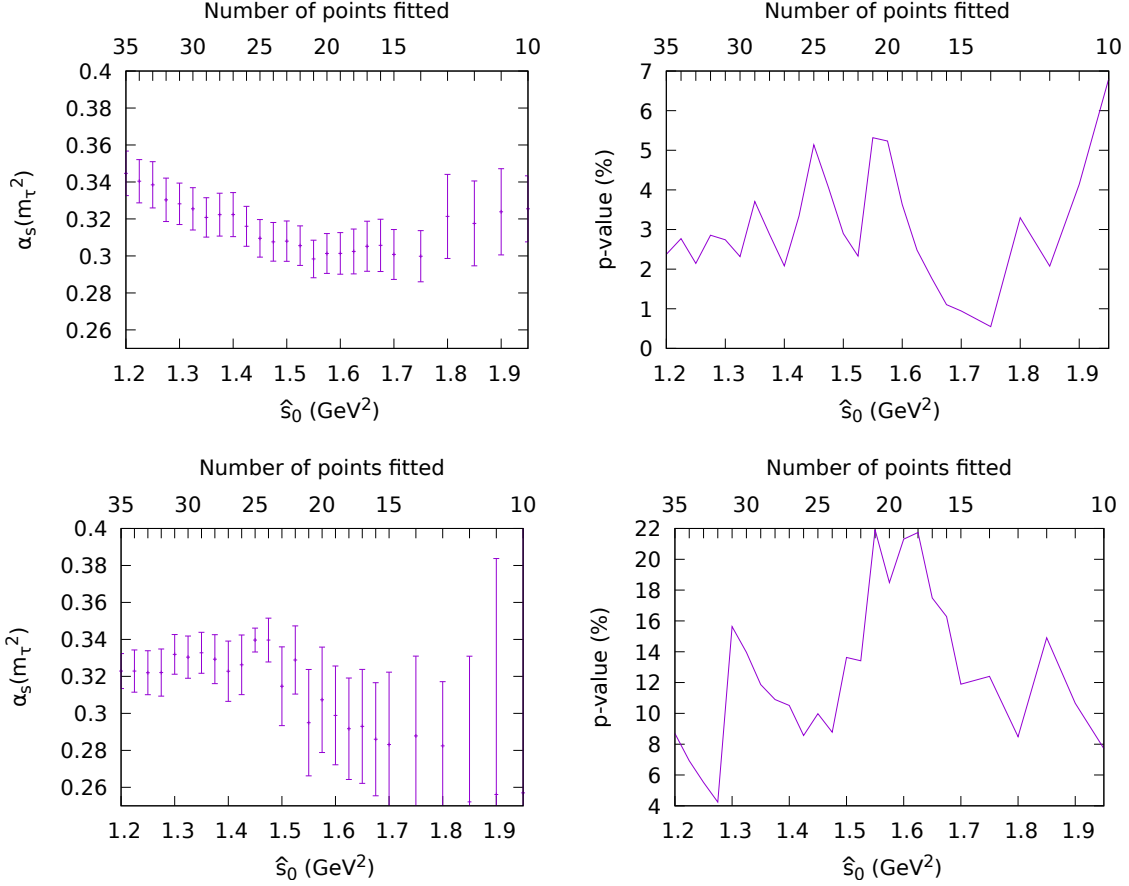 Number of points fitted
35 30 25 20 15 10
0.4
0.38
0.36
0.34
0.32
0.3
0.28
0.26
αs(mτ²)
1.2 1.3 1.4 1.5 1.6 1.7 1.8 1.9
ŝ0 (GeV²)
Number of points fitted
35 30 25 20 15 10
7
6
5
4
3
2
1
0
p-value (%)
1.2 1.3 1.4 1.5 1.6 1.7 1.8 1.9
ŝ0 (GeV²)
Number of points fitted
35 30 25 20 15 10
0.4
0.38
0.36
0.34
0.32
0.3
0.28
0.26
αs(mτ²)
1.2 1.3 1.4 1.5 1.6 1.7 1.8 1.9
ŝ0 (GeV²)
Number of points fitted
35 30 25 20 15 10
22
20
18
16
14
12
10
8
6
4
p-value (%)
1.2 1.3 1.4 1.5 1.6 1.7 1.8 1.9
ŝ0 (GeV²)